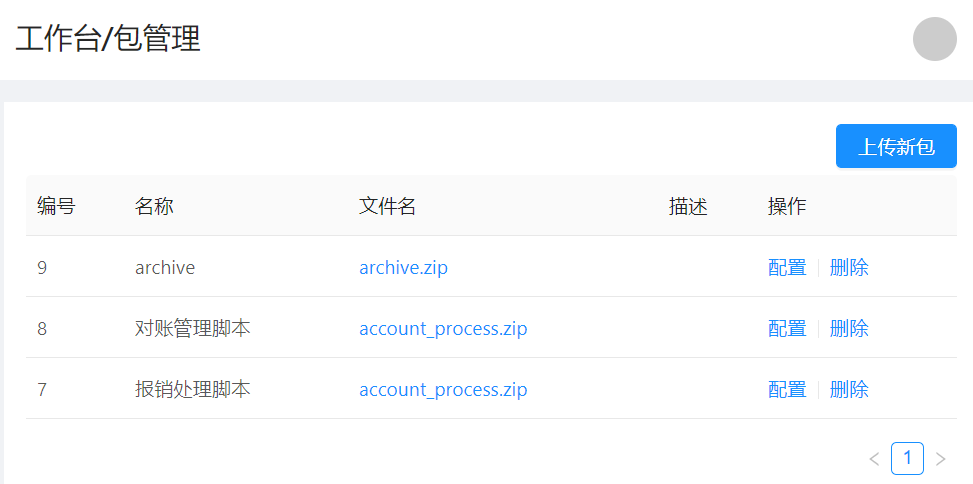 工作台/包管理
上传新包
编号 名称 文件名 描述 操作
9 archive archive.zip 配置 删除
8 对账管理脚本 account_process.zip 配置 删除
7 报销处理脚本 account_process.zip 配置 删除
< 1 >